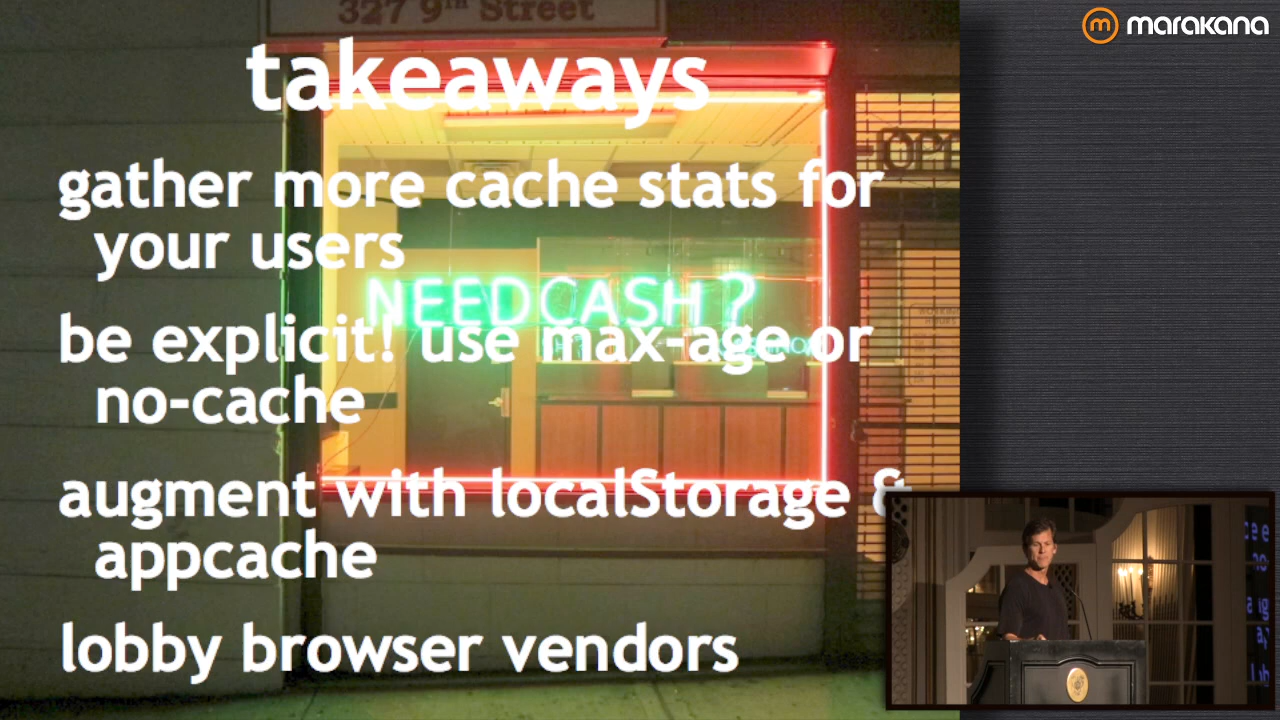 327 9th Street
marakana
takeaways
gather more cache stats for
your users
NEED CASH ?
be explicit! use max-age or
no-cache
augment with localStorage &
appcache
lobby browser vendors